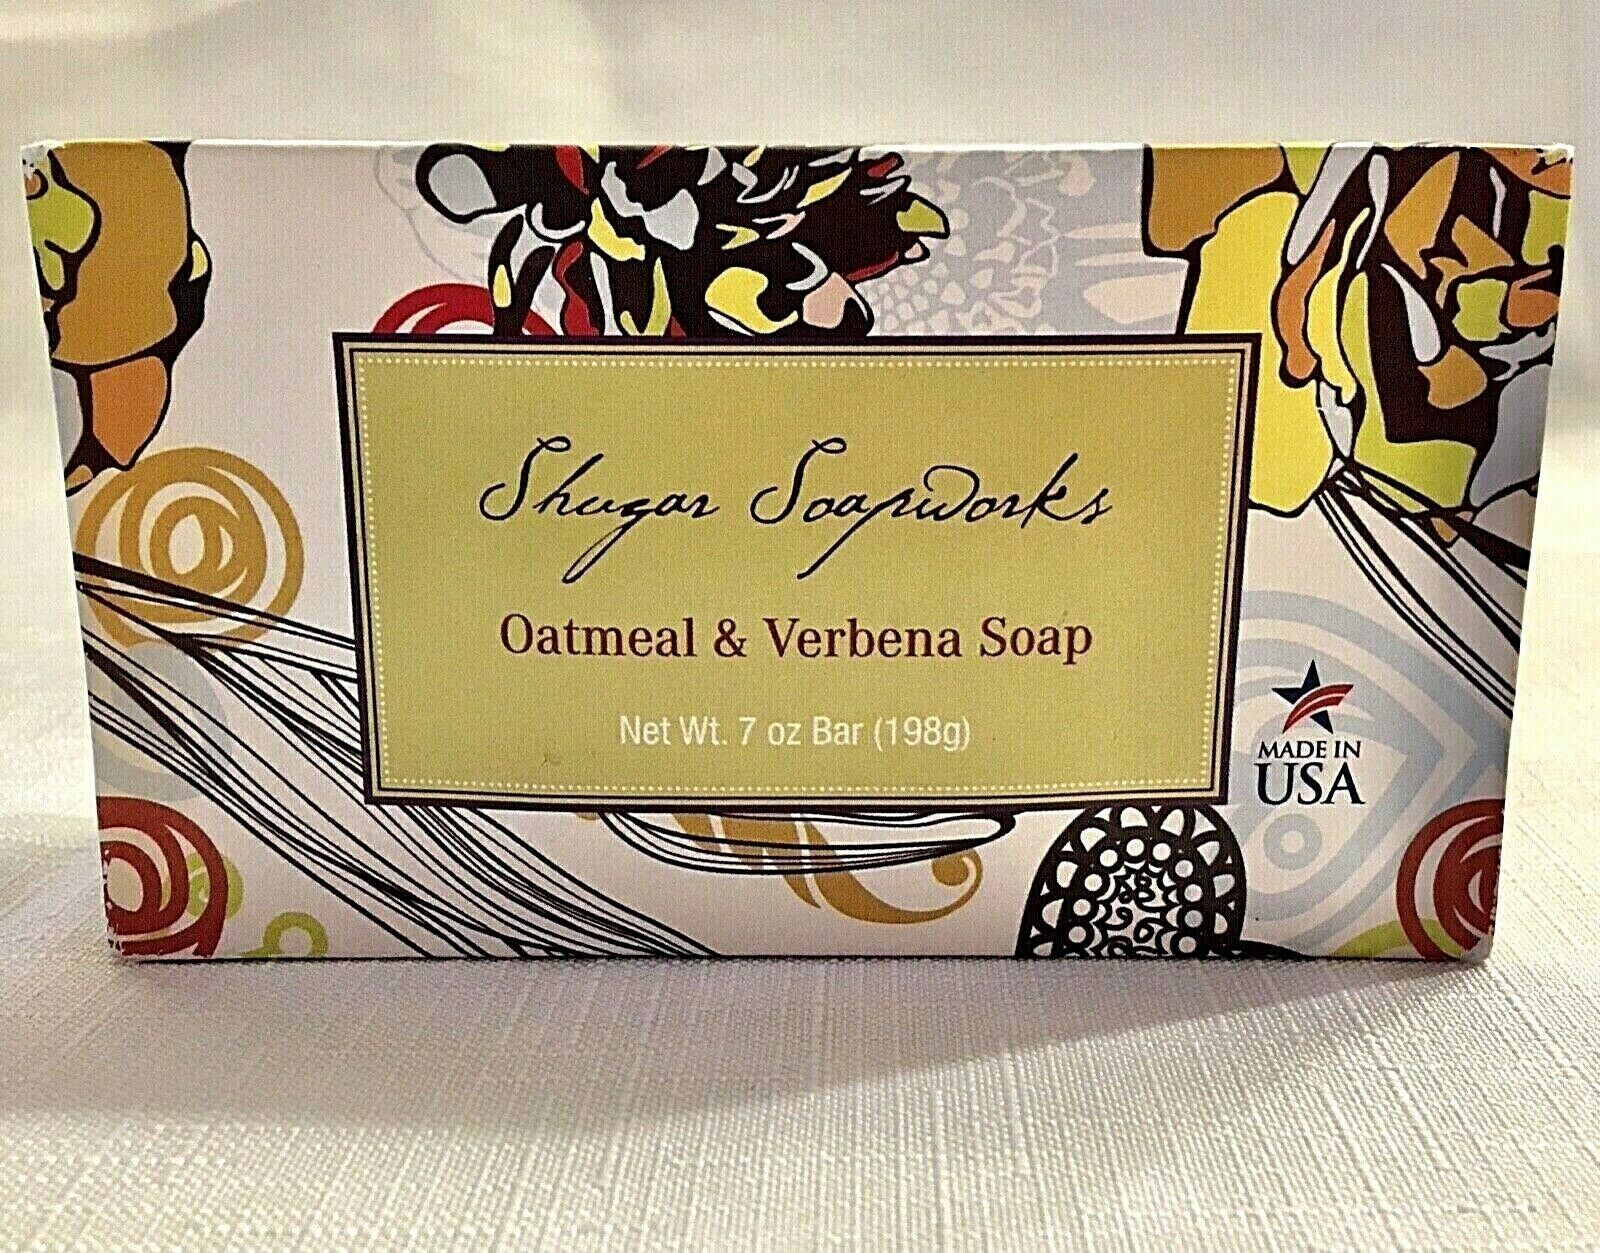 Shugar Soapworks
Oatmeal & Verbena Soap
Net Wt. 7 oz Bar (198g)
MADE IN
USA